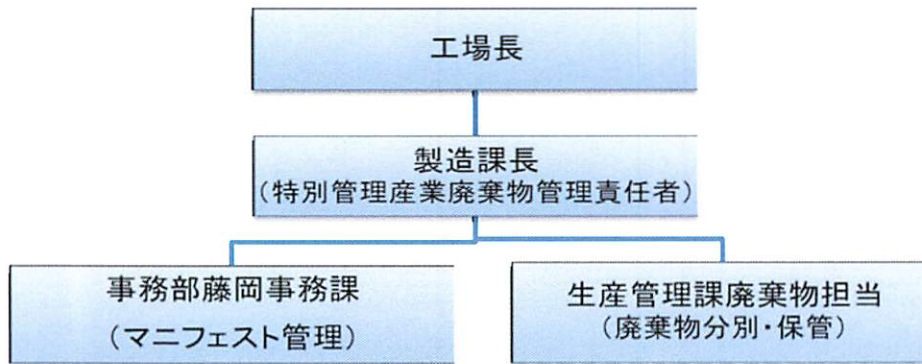 工場長
製造課長
(特別管理産業廃棄物管理責任者)
事務部藤岡事務課
(マニフェスト管理)
生産管理課廃棄物担当
(廃棄物分別・保管)